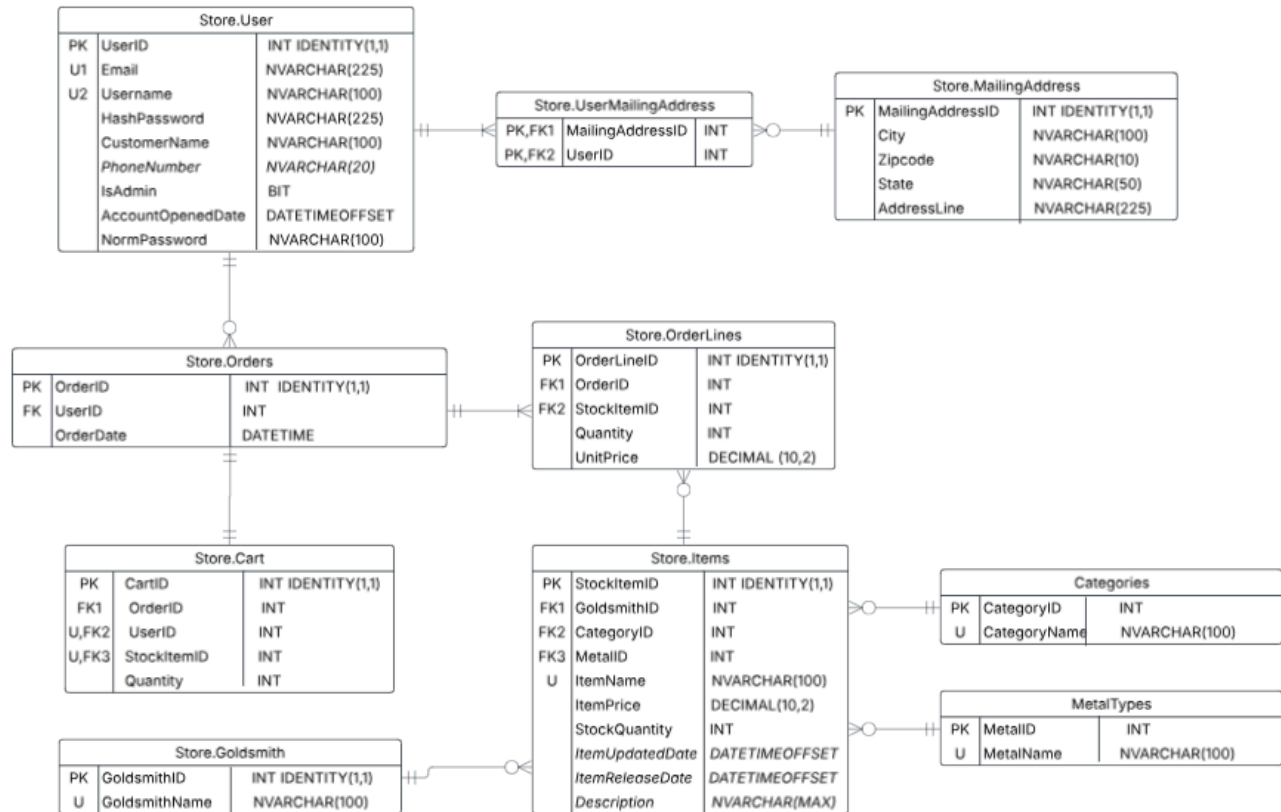 Store.User
PK UserID INT IDENTITY(1,1)
U1 Email NVARCHAR(225)
U2 Username NVARCHAR(100)
HashPassword NVARCHAR(225)
CustomerName NVARCHAR(100)
PhoneNumber NVARCHAR(20)
IsAdmin BIT
AccountOpenedDate DATETIMEOFFSET
NormPassword NVARCHAR(100)
Store.UserMailingAddress
PK,FK1 MailingAddressID INT
PK,FK2 UserID INT
Store.MailingAddress
PK MailingAddressID INT IDENTITY(1,1)
City NVARCHAR(100)
Zipcode NVARCHAR(10)
State NVARCHAR(50)
AddressLine NVARCHAR(225)
Store.Orders
PK OrderID INT IDENTITY(1,1)
FK UserID INT
OrderDate DATETIME
Store.OrderLines
PK OrderLineID INT IDENTITY(1,1)
FK1 OrderID INT
FK2 StockItemID INT
Quantity INT
UnitPrice DECIMAL (10,2)
Store.Cart
PK CartID INT IDENTITY(1,1)
FK1 OrderID INT
U,FK2 UserID INT
U,FK3 StockItemID INT
Quantity INT
Store.Items
PK StockItemID INT IDENTITY(1,1)
FK1 GoldsmithID INT
FK2 CategoryID INT
FK3 MetalID INT
U ItemName NVARCHAR(100)
ItemPrice DECIMAL(10,2)
StockQuantity INT
ItemUpdatedDate DATETIMEOFFSET
ItemReleaseDate DATETIMEOFFSET
Description NVARCHAR(MAX)
Categories
PK CategoryID INT
U CategoryName NVARCHAR(100)
MetalTypes
PK MetalID INT
U MetalName NVARCHAR(100)
Store.Goldsmith
PK GoldsmithID INT IDENTITY(1,1)
U GoldsmithName NVARCHAR(100)